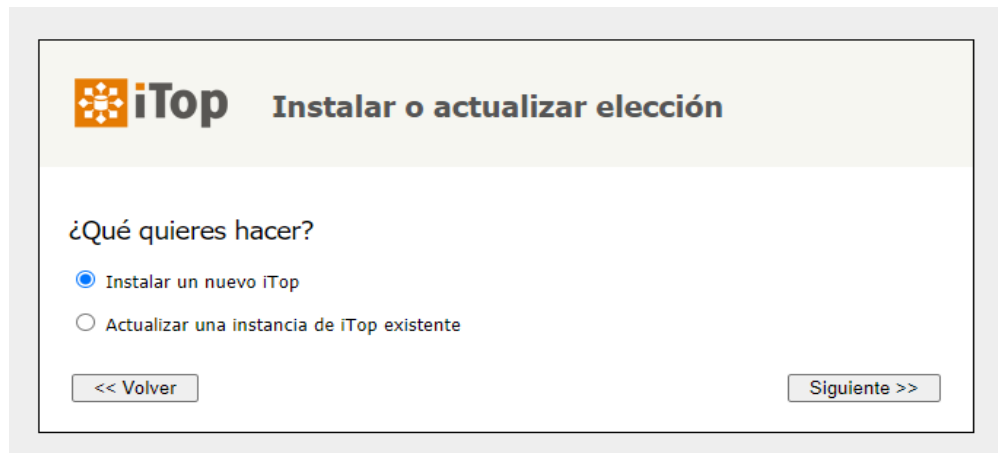 iTop Instalar o actualizar elección
¿Qué quieres hacer?
Instalar un nuevo iTop
Actualizar una instancia de iTop existente
<< Volver Siguiente >>